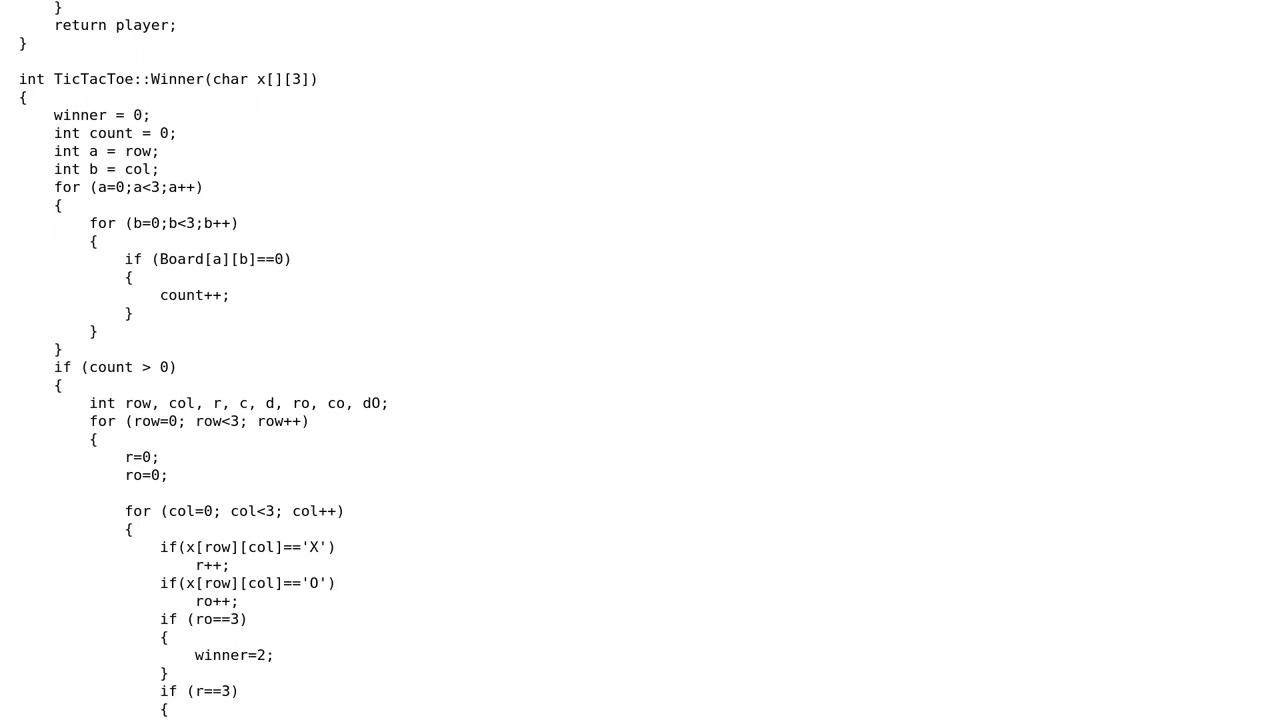 }
    return player;
}

int TicTacToe::Winner(char x[][3])
{
    winner = 0;
    int count = 0;
    int a = row;
    int b = col;
    for (a=0;a<3;a++)
    {
        for (b=0;b<3;b++)
        {
            if (Board[a][b]==0)
            {
                count++;
            }
        }
    }
    if (count > 0)
    {
        int row, col, r, c, d, ro, co, dO;
        for (row=0; row<3; row++)
        {
            r=0;
            ro=0;

            for (col=0; col<3; col++)
            {
                if(x[row][col]=='X')
                    r++;
                if(x[row][col]=='O')
                    ro++;
                if (ro==3)
                {
                    winner=2;
                }
                if (r==3)
                {